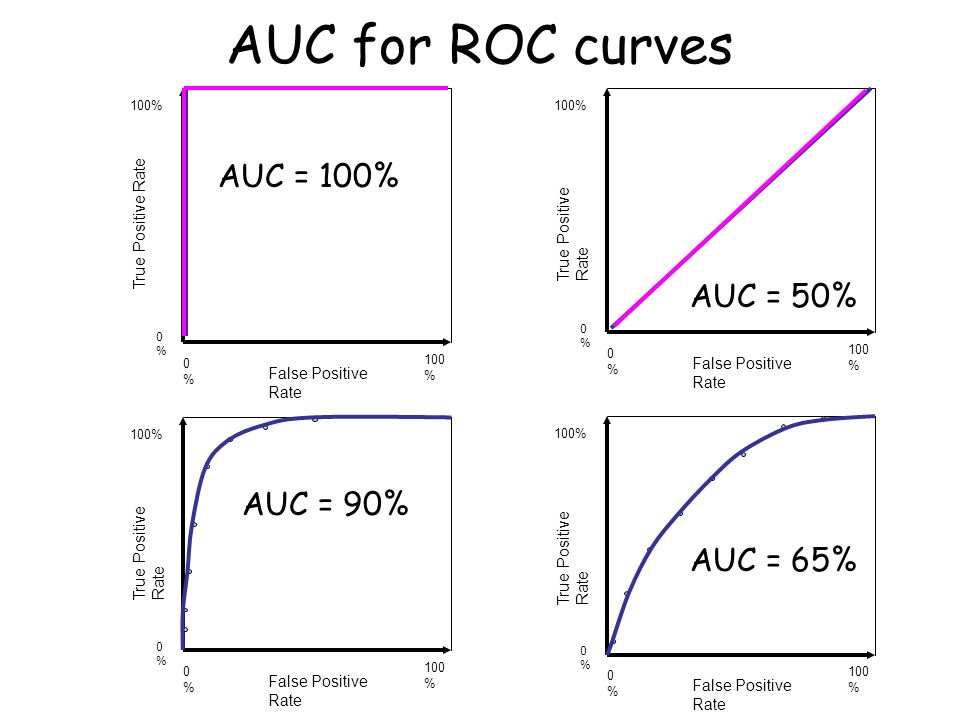 AUC for ROC curves
100%
True Positive Rate
AUC = 100%
0
%
0
%
100
%
False Positive
Rate
100%
True Positive
Rate
AUC = 50%
0
%
0
%
100
%
False Positive
Rate
100%
True Positive
Rate
AUC = 90%
0
%
0
%
100
%
False Positive
Rate
100%
True Positive
Rate
AUC = 65%
0
%
0
%
100
%
False Positive
Rate